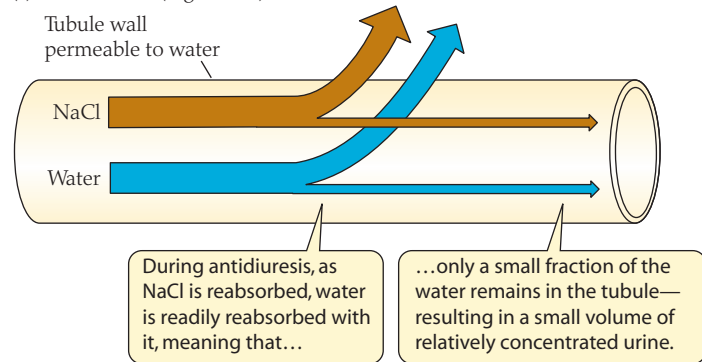 Tubule wall
permeable to water
NaCl
Water
During antidiuresis, as
NaCl is reabsorbed, water
is readily reabsorbed with
it, meaning that…
…only a small fraction of the
water remains in the tubule—
resulting in a small volume of
relatively concentrated urine.